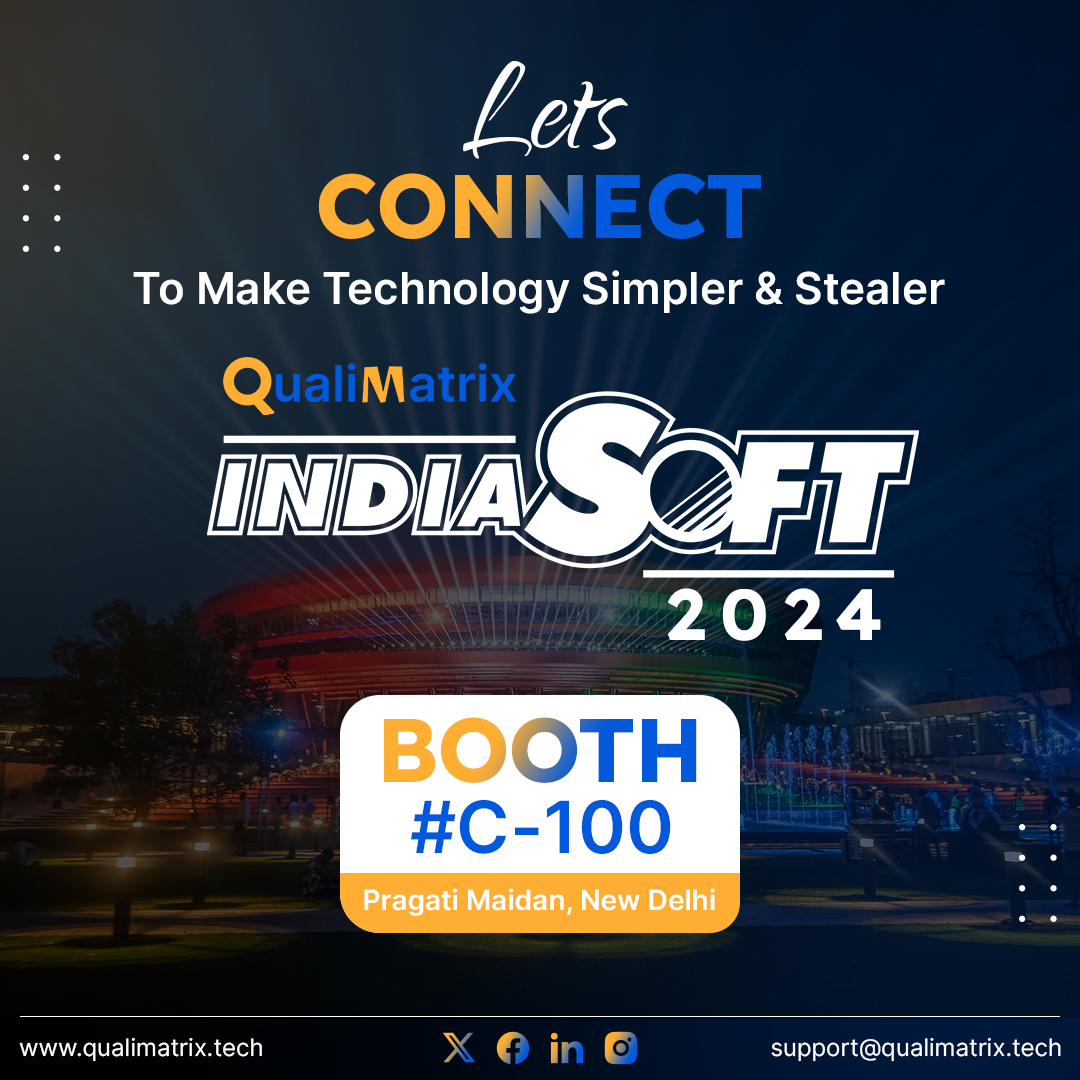 Lets
CONNECT
To Make Technology Simpler & Stealer
QualiMatrix
INDIASOFT
2024
BOOTH
#C-100
Pragati Maidan, New Delhi
www.qualimatrix.tech
support@qualimatrix.tech